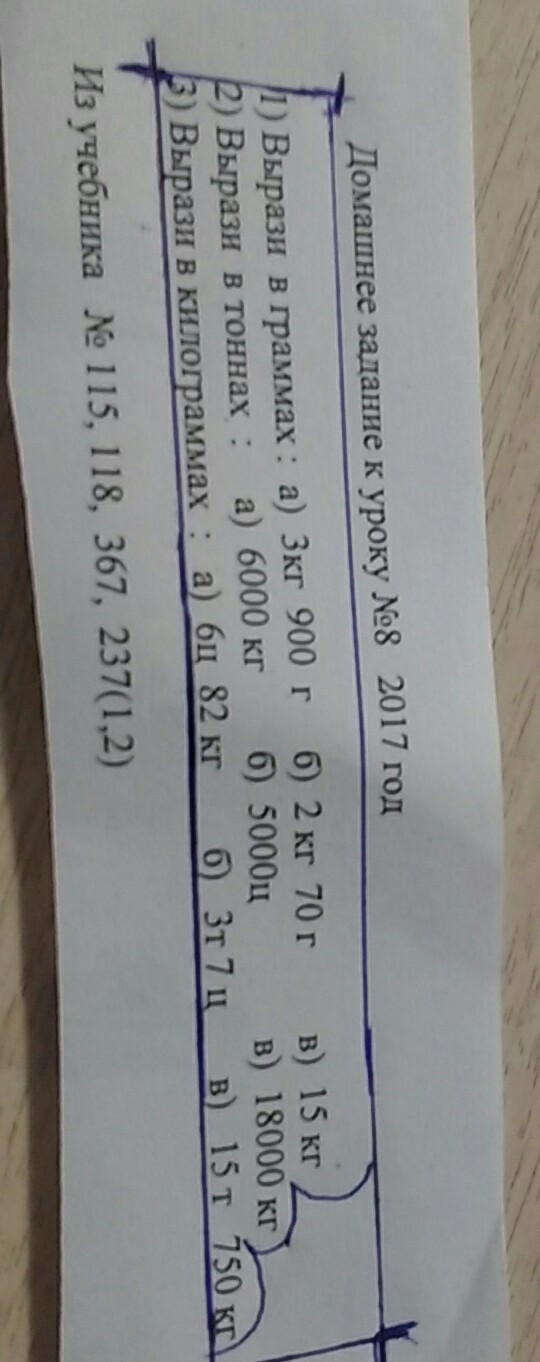 Домашнее задание к уроку №8 2017 год
1) Вырази в граммах : а) 3кг 900 г б) 2 кг 70 г в) 15 кг
2) Вырази в тоннах : а) 6000 кг б) 5000ц в) 18000 кг
3) Вырази в килограммах : а) 6ц 82 кг б) 3т 7 ц в) 15 т 750 кг
Из учебника № 115, 118, 367, 237(1,2)